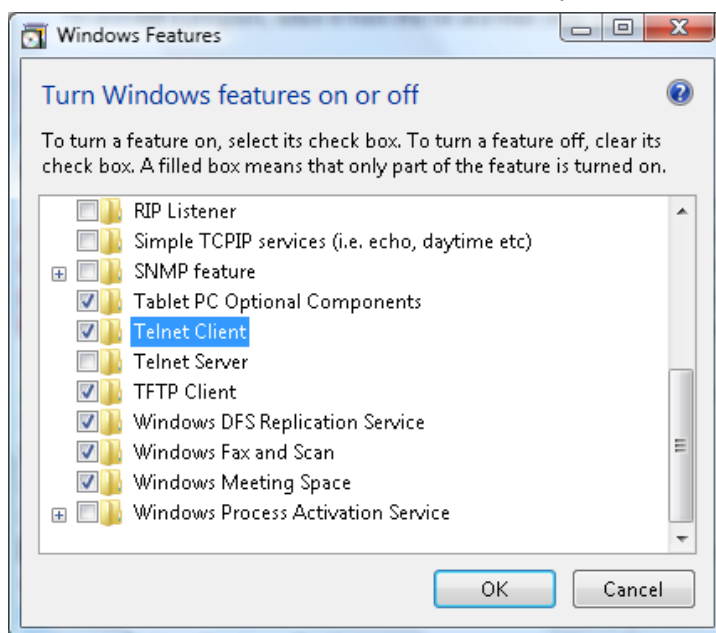 Windows Features
Turn Windows features on or off
To turn a feature on, select its check box. To turn a feature off, clear its
check box. A filled box means that only part of the feature is turned on.
RIP Listener
Simple TCPIP services (i.e. echo, daytime etc)
SNMP feature
Tablet PC Optional Components
Telnet Client
Telnet Server
TFTP Client
Windows DFS Replication Service
Windows Fax and Scan
Windows Meeting Space
Windows Process Activation Service
OK Cancel